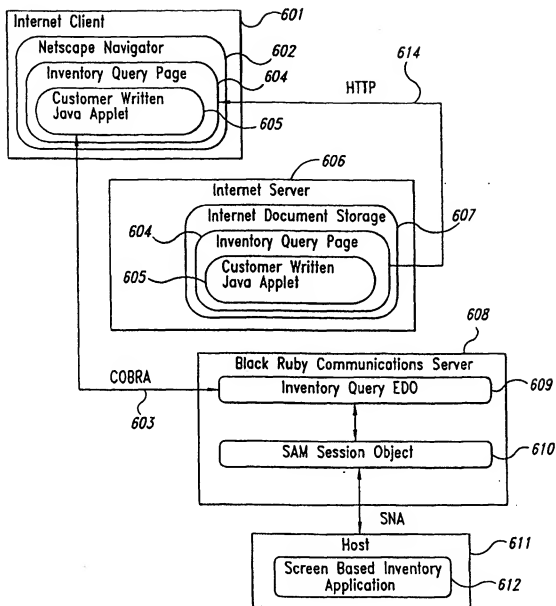 Internet Client
601
Netscape Navigator
602
Inventory Query Page
604
Customer Written
Java Applet
605
HTTP
614
606
Internet Server
Internet Document Storage
607
604
Inventory Query Page
605
Customer Written
Java Applet
608
Black Ruby Communications Server
COBRA
603
Inventory Query EDO
609
SAM Session Object
610
SNA
Host
611
Screen Based Inventory
Application
612